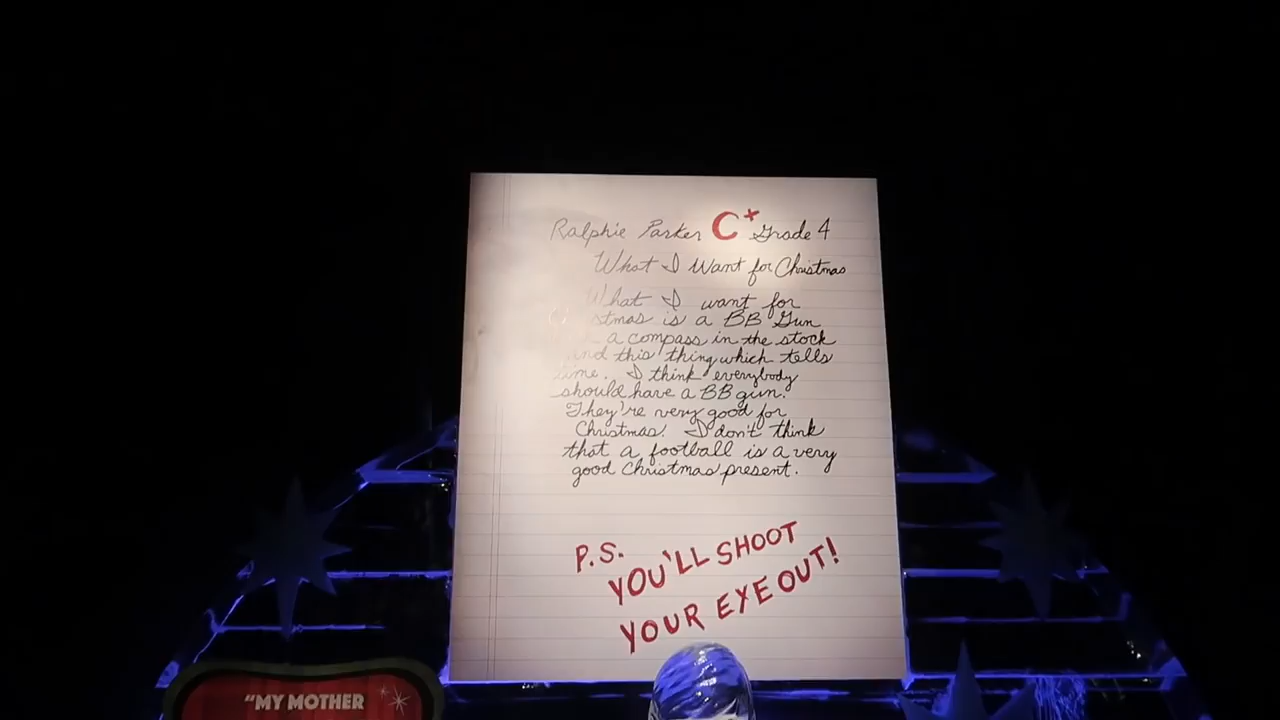 Ralphie Parker C+ Grade 4
What I Want for Christmas
What I want for
stmas is a BB Gun
a compass in the stock
and this thing which tells
time. I think everybody
should have a BB gun.
They're very good for
Christmas. I don't think
that a football is a very
good Christmas present.
P.S.
YOU'LL SHOOT
YOUR EYE OUT!
"MY MOTHER